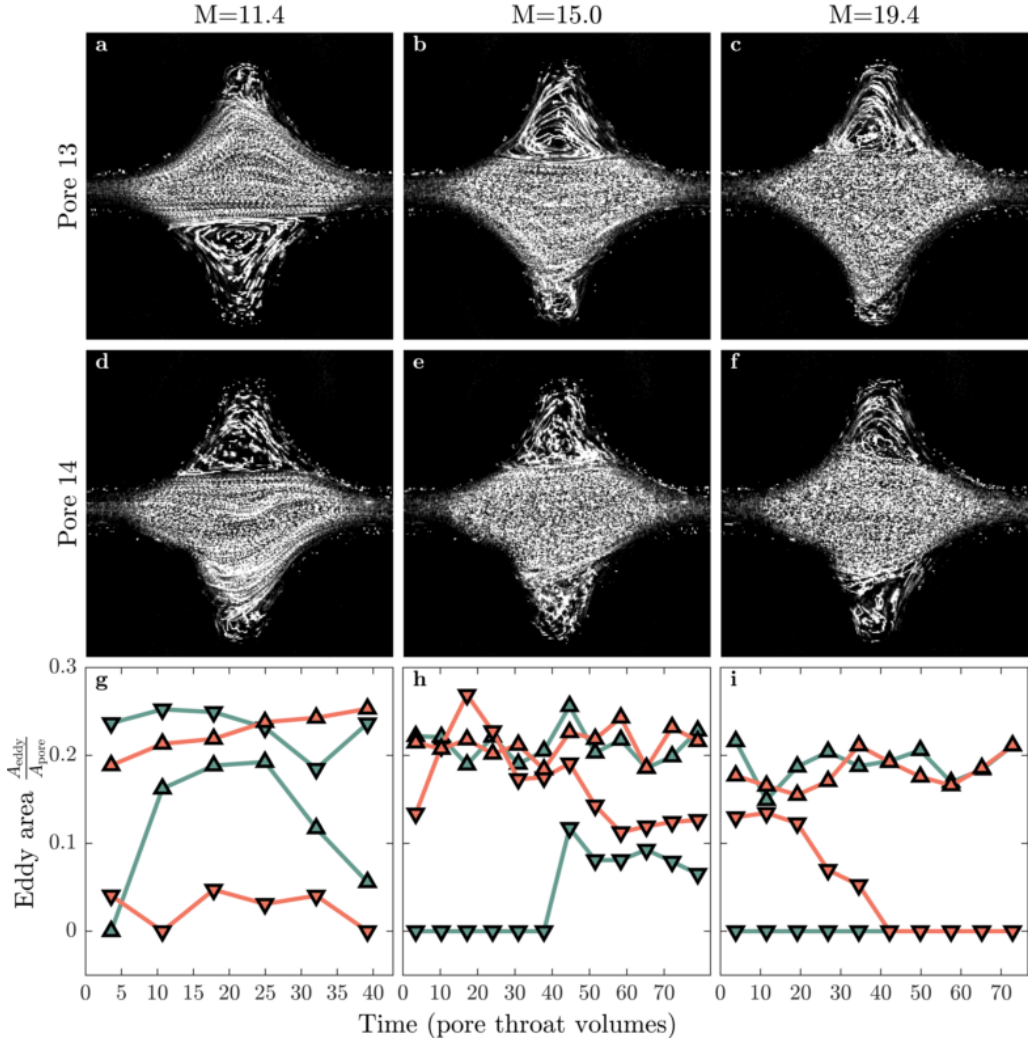 M=11.4 M=15.0 M=19.4
Pore 13
a b c
Pore 14
d e f
Eddy area A_eddy/A_pore
g h i
0.3
0.2
0.1
0
0 5 10 15 20 25 30 35 40
0 10 20 30 40 50 60 70
0 10 20 30 40 50 60 70
Time (pore throat volumes)